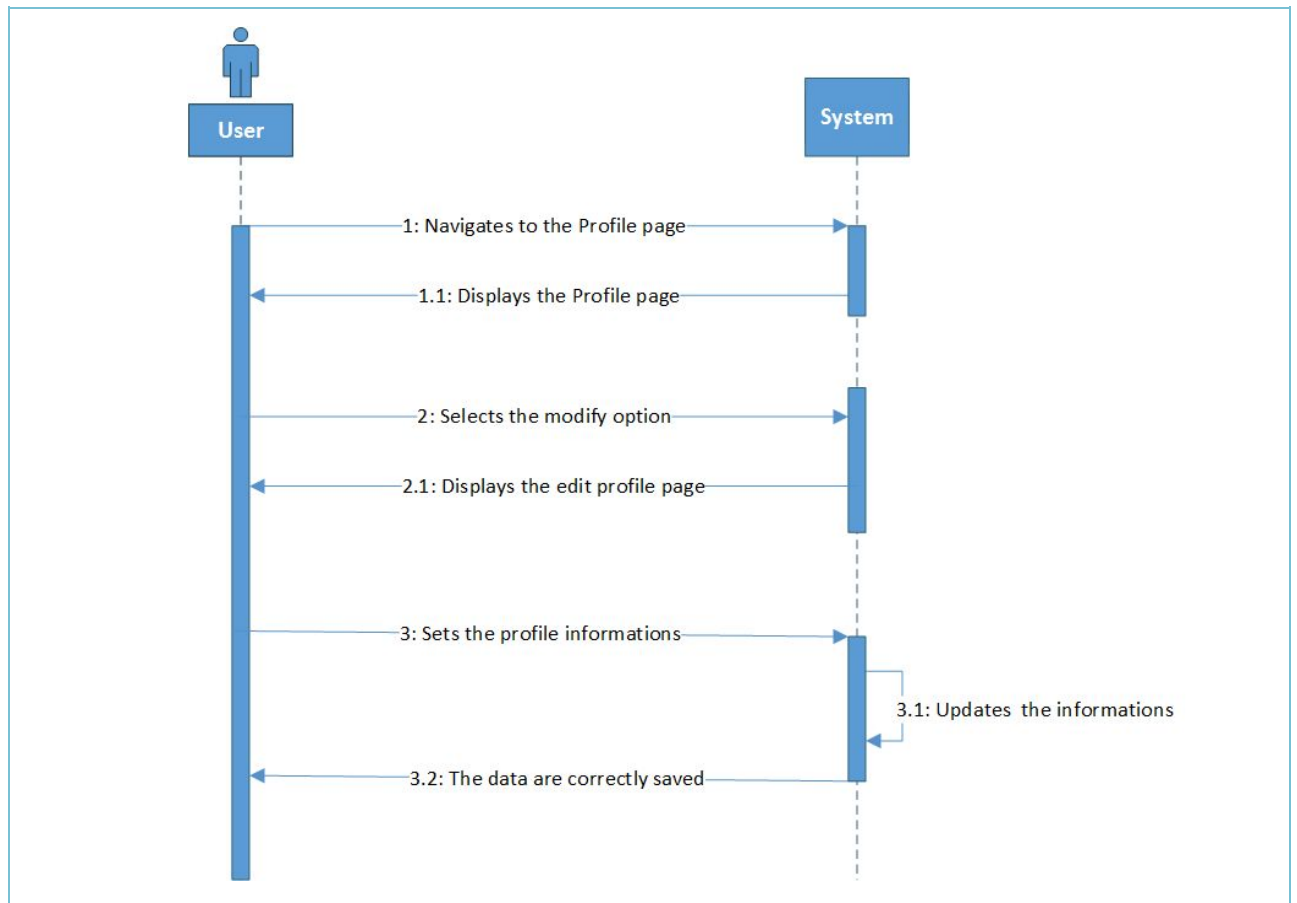 User
System
1: Navigates to the Profile page
1.1: Displays the Profile page
2: Selects the modify option
2.1: Displays the edit profile page
3: Sets the profile informations
3.1: Updates the informations
3.2: The data are correctly saved